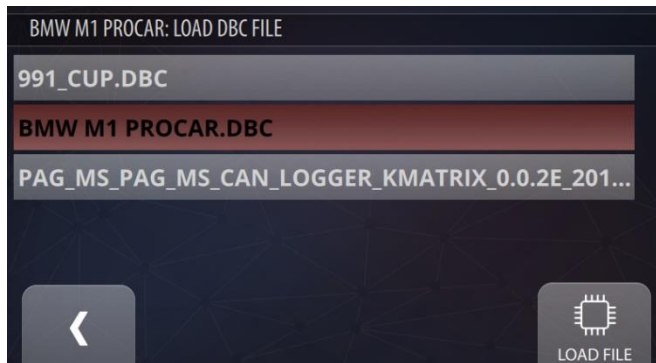 BMW M1 PROCAR: LOAD DBC FILE
991_CUP.DBC
BMW M1 PROCAR.DBC
PAG_MS_PAG_MS_CAN_LOGGER_KMATRIX_0.0.2E_201...
LOAD FILE